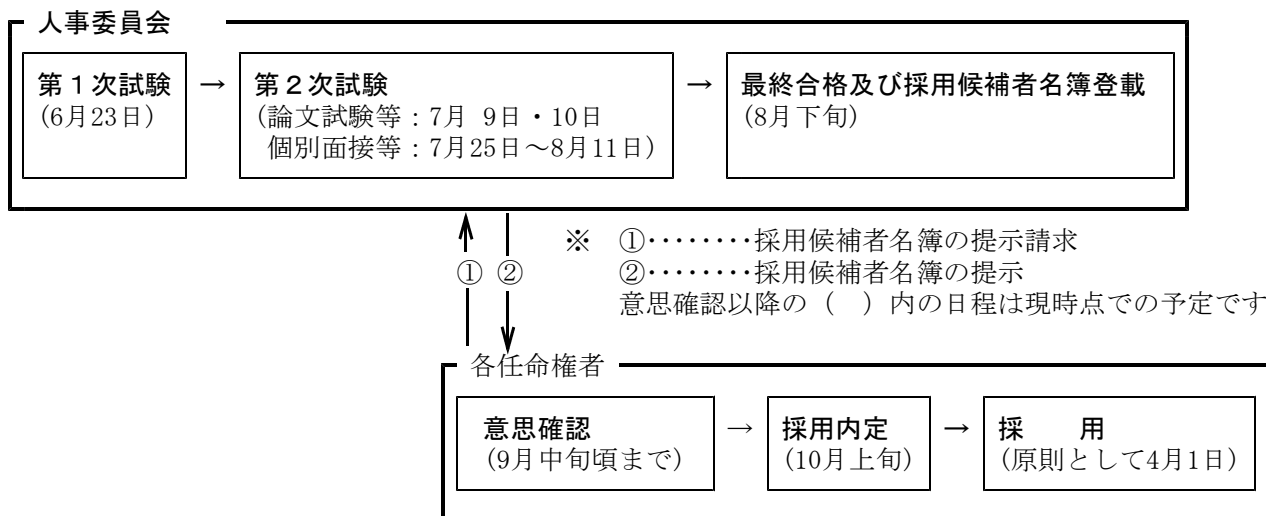 人事委員会
第１次試験 → 第２次試験 → 最終合格及び採用候補者名簿登載
(6月23日) (論文試験等：7月 9日・10日 (8月下旬)
個別面接等：7月25日～8月11日)
※ ①････････採用候補者名簿の提示請求
① ② ②････････採用候補者名簿の提示
意思確認以降の（ ）内の日程は現時点での予定です
各任命権者
意思確認 → 採用内定 → 採 用
(9月中旬頃まで) (10月上旬) (原則として4月1日)